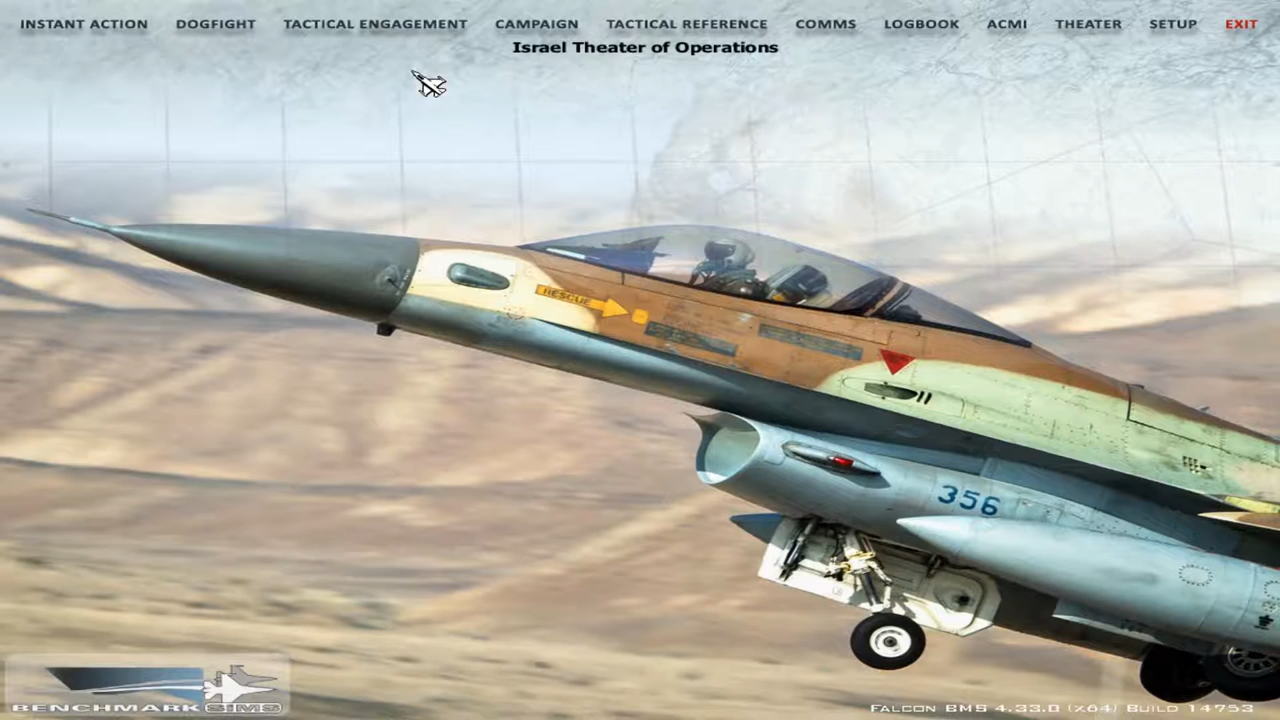 INSTANT ACTION DOGFIGHT TACTICAL ENGAGEMENT CAMPAIGN TACTICAL REFERENCE COMMS LOGBOOK ACMI THEATER SETUP EXIT
Israel Theater of Operations
RESCUE
356
BENCHMARK SIMS
FALCON BMS 4.33.0 (x64) BUILD 14753